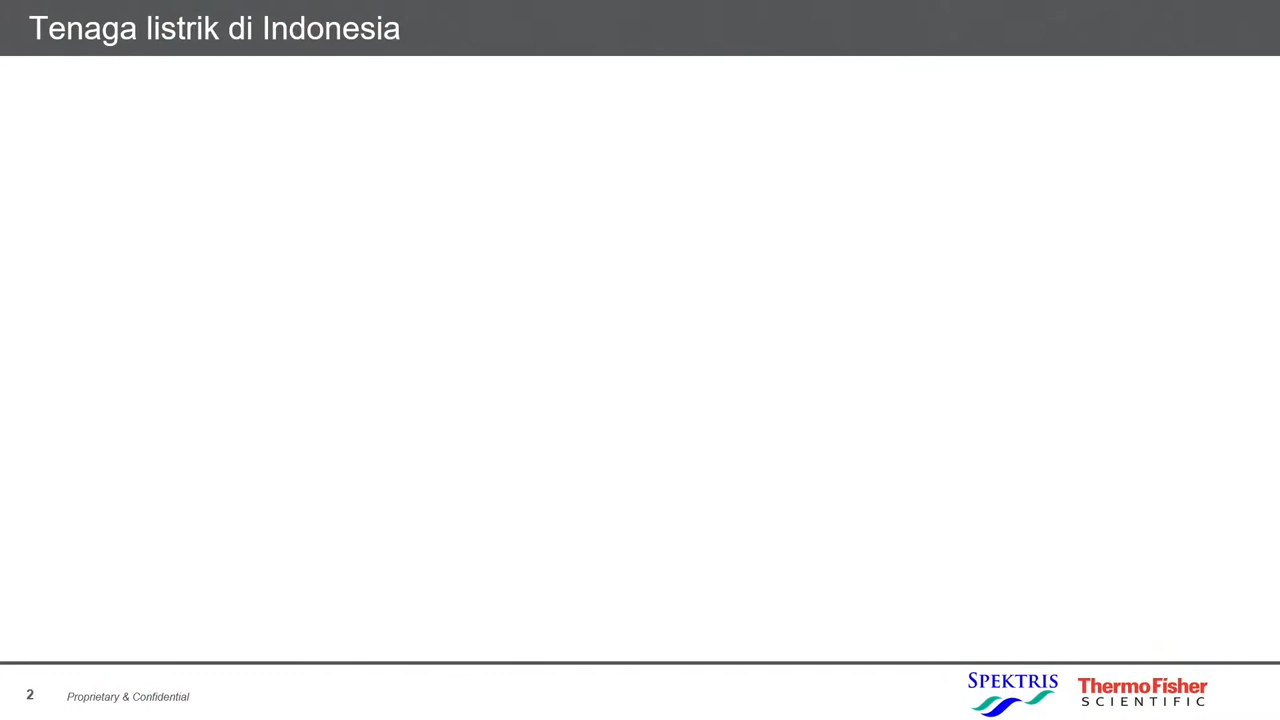 Tenaga listrik di Indonesia
2 Proprietary & Confidential
SPEKTRIS
ThermoFisher
SCIENTIFIC